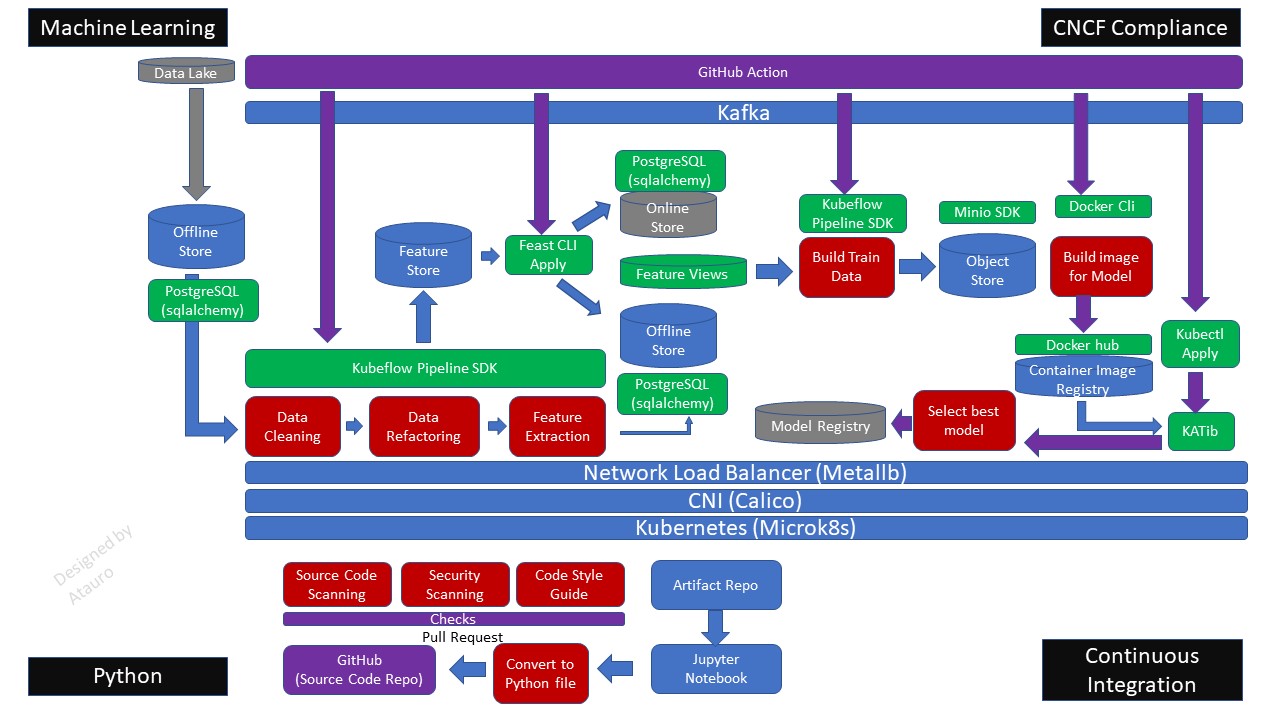 Machine Learning
CNCF Compliance
Data Lake
GitHub Action
Kafka
PostgreSQL
(sqlalchemy)
Online
Store
Kubeflow
Pipeline SDK
Minio SDK
Docker Cli
Offline
Store
Feature
Store
Feast CLI
Apply
Feature Views
Build Train
Data
Object
Store
Build image
for Model
PostgreSQL
(sqlalchemy)
Offline
Store
Docker hub
Container Image
Registry
Kubectl
Apply
Kubeflow Pipeline SDK
PostgreSQL
(sqlalchemy)
Data
Cleaning
Data
Refactoring
Feature
Extraction
Model Registry
Select best
model
KATib
Network Load Balancer (Metallb)
CNI (Calico)
Kubernetes (Microk8s)
Designed by
Atauro
Source Code
Scanning
Security
Scanning
Code Style
Guide
Artifact Repo
Checks
Pull Request
GitHub
(Source Code Repo)
Convert to
Python file
Jupyter
Notebook
Python
Continuous
Integration